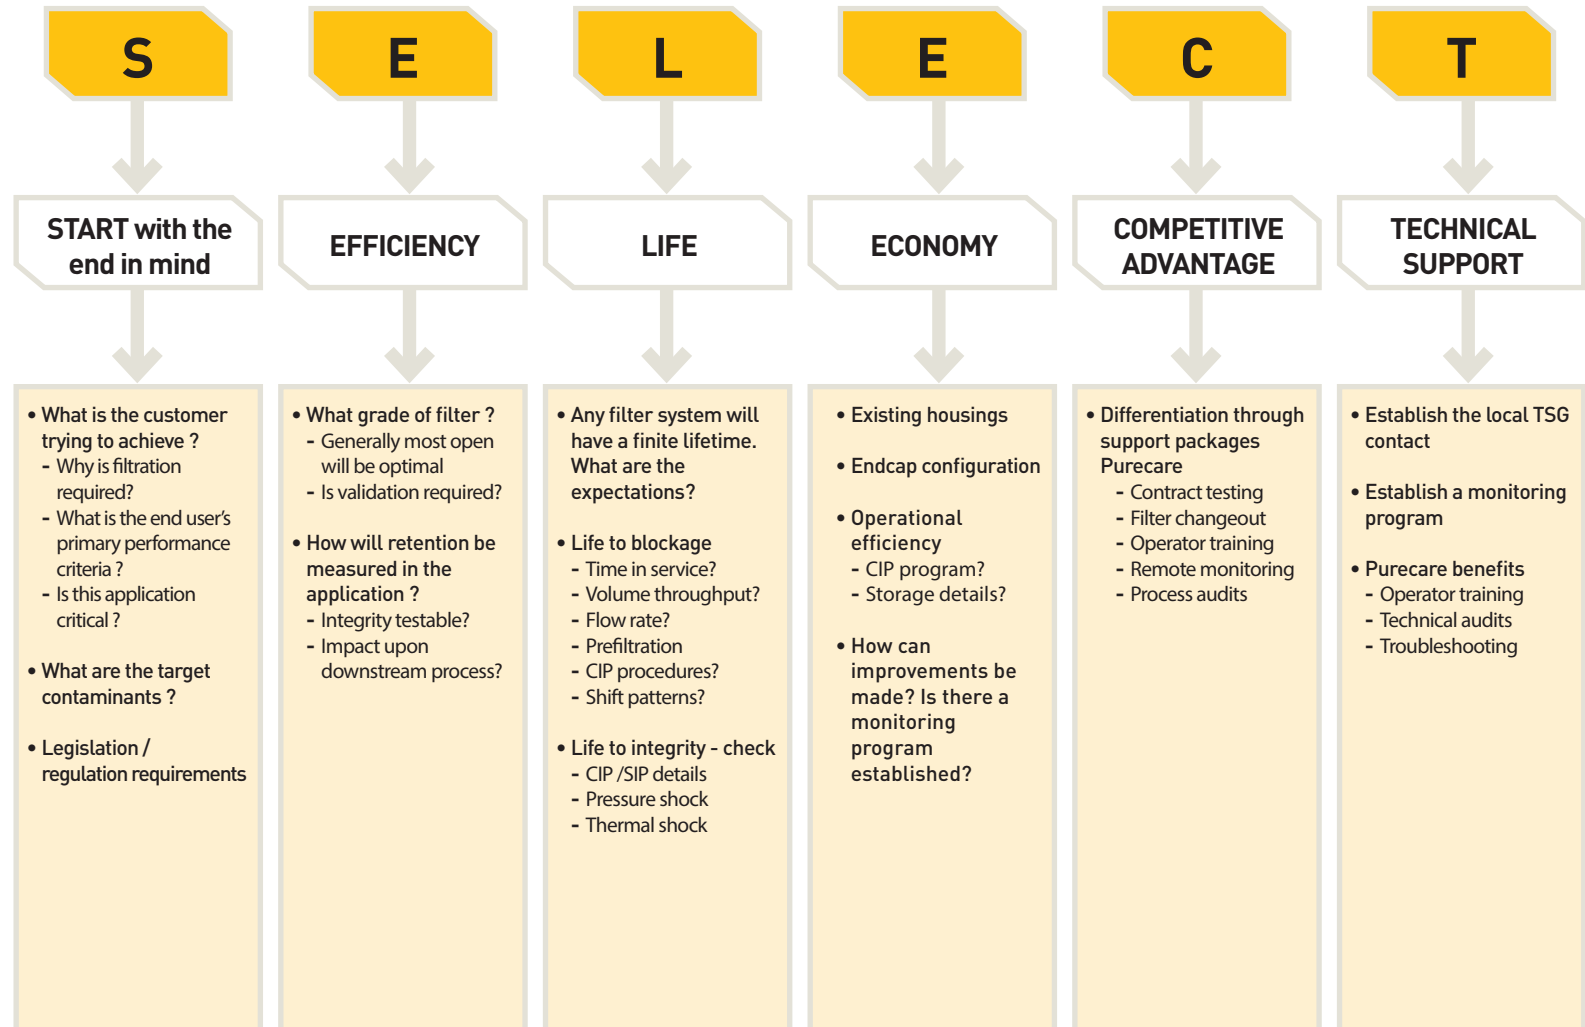 S
START with the
end in mind
• What is the customer
trying to achieve ?
- Why is filtration
required?
- What is the end user's
primary performance
criteria ?
- Is this application
critical ?
• What are the target
contaminants ?
• Legislation /
regulation requirements
E
EFFICIENCY
• What grade of filter ?
- Generally most open
will be optimal
- Is validation required?
• How will retention be
measured in the
application ?
- Integrity testable?
- Impact upon
downstream process?
L
LIFE
• Any filter system will
have a finite lifetime.
What are the
expectations?
• Life to blockage
- Time in service?
- Volume throughput?
- Flow rate?
- Prefiltration
- CIP procedures?
- Shift patterns?
• Life to integrity - check
- CIP /SIP details
- Pressure shock
- Thermal shock
E
ECONOMY
• Existing housings
• Endcap configuration
• Operational
efficiency
- CIP program?
- Storage details?
• How can
improvements be
made? Is there a
monitoring
program
established?
C
COMPETITIVE
ADVANTAGE
• Differentiation through
support packages
Purecare
- Contract testing
- Filter changeout
- Operator training
- Remote monitoring
- Process audits
T
TECHNICAL
SUPPORT
• Establish the local TSG
contact
• Establish a monitoring
program
• Purecare benefits
- Operator training
- Technical audits
- Troubleshooting